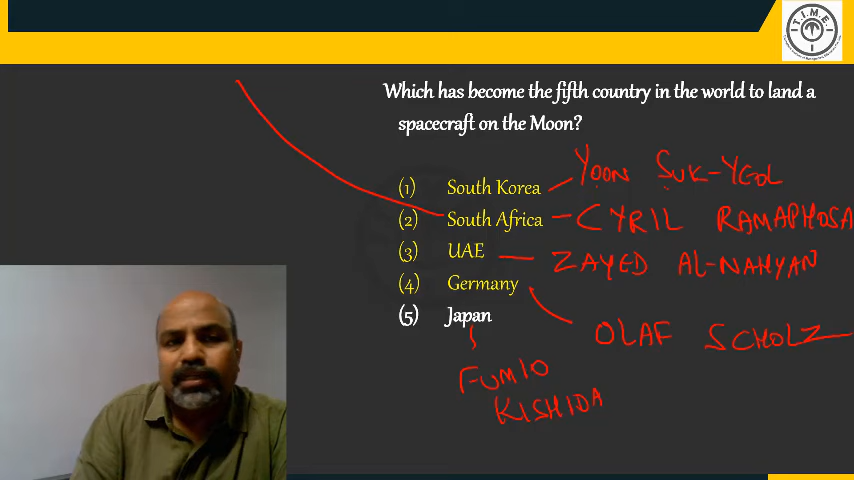 T.I.M.E.
Which has become the fifth country in the world to land a
spacecraft on the Moon?
(1) South Korea YOON SUK-YEOL
(2) South Africa CYRIL RAMAPHOSA
(3) UAE ZAYED AL-NAHYAN
(4) Germany
OLAF SCHOLZ
(5) Japan
FUMIO
KISHIDA